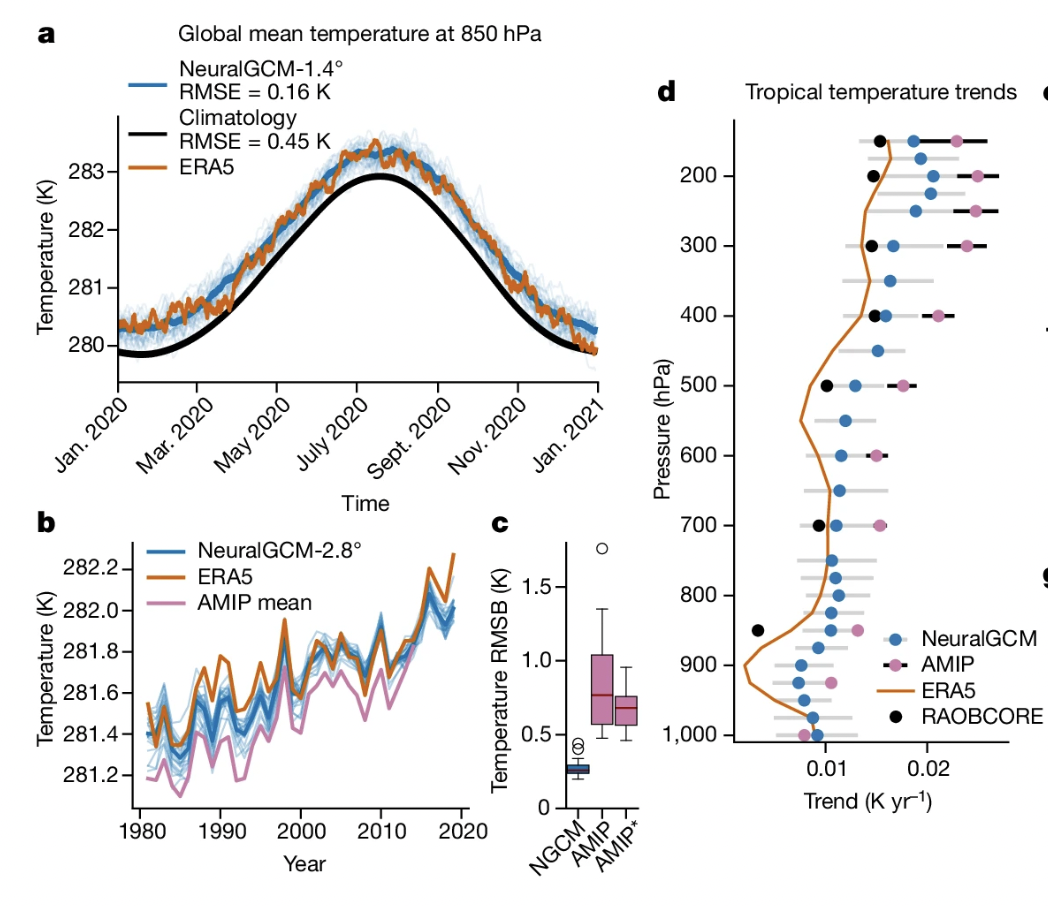 a
Global mean temperature at 850 hPa
NeuralGCM-1.4°
RMSE = 0.16 K
Climatology
RMSE = 0.45 K
ERA5
Temperature (K)
283
282
281
280
Jan. 2020
Mar. 2020
May 2020
July 2020
Sept. 2020
Nov. 2020
Jan. 2021
Time
b
NeuralGCM-2.8°
ERA5
AMIP mean
Temperature (K)
282.2
282.0
281.8
281.6
281.4
281.2
1980
1990
2000
2010
2020
Year
c
Temperature RMSB (K)
1.5
1.0
0.5
0
NGCM
AMIP
AMIP*
d
Tropical temperature trends
Pressure (hPa)
200
300
400
500
600
700
800
900
1,000
NeuralGCM
AMIP
ERA5
RAOBCORE
0.01
0.02
Trend (K yr⁻¹)